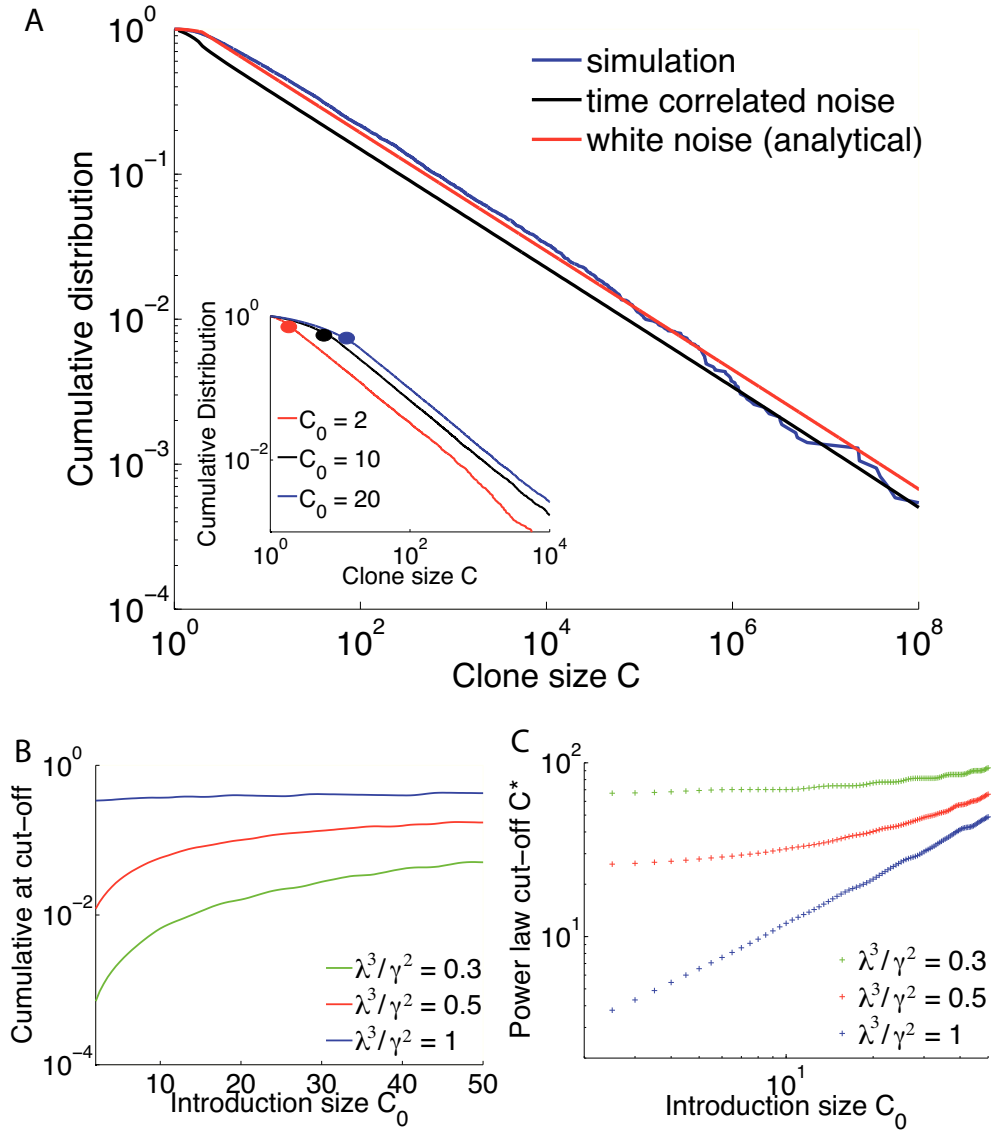 A
simulation
time correlated noise
white noise (analytical)
Cumulative distribution
10^0
10^-1
10^-2
10^-3
10^-4
10^0
10^2
10^4
10^6
10^8
Clone size C
Cumulative Distribution
10^0
10^-2
C_0 = 2
C_0 = 10
C_0 = 20
10^0
10^2
10^4
Clone size C
B
Cumulative at cut-off
10^0
10^-2
10^-4
λ^3/γ^2 = 0.3
λ^3/γ^2 = 0.5
λ^3/γ^2 = 1
10
20
30
40
50
Introduction size C_0
C
Power law cut-off C*
10^2
10^1
λ^3/γ^2 = 0.3
λ^3/γ^2 = 0.5
λ^3/γ^2 = 1
10^1
Introduction size C_0